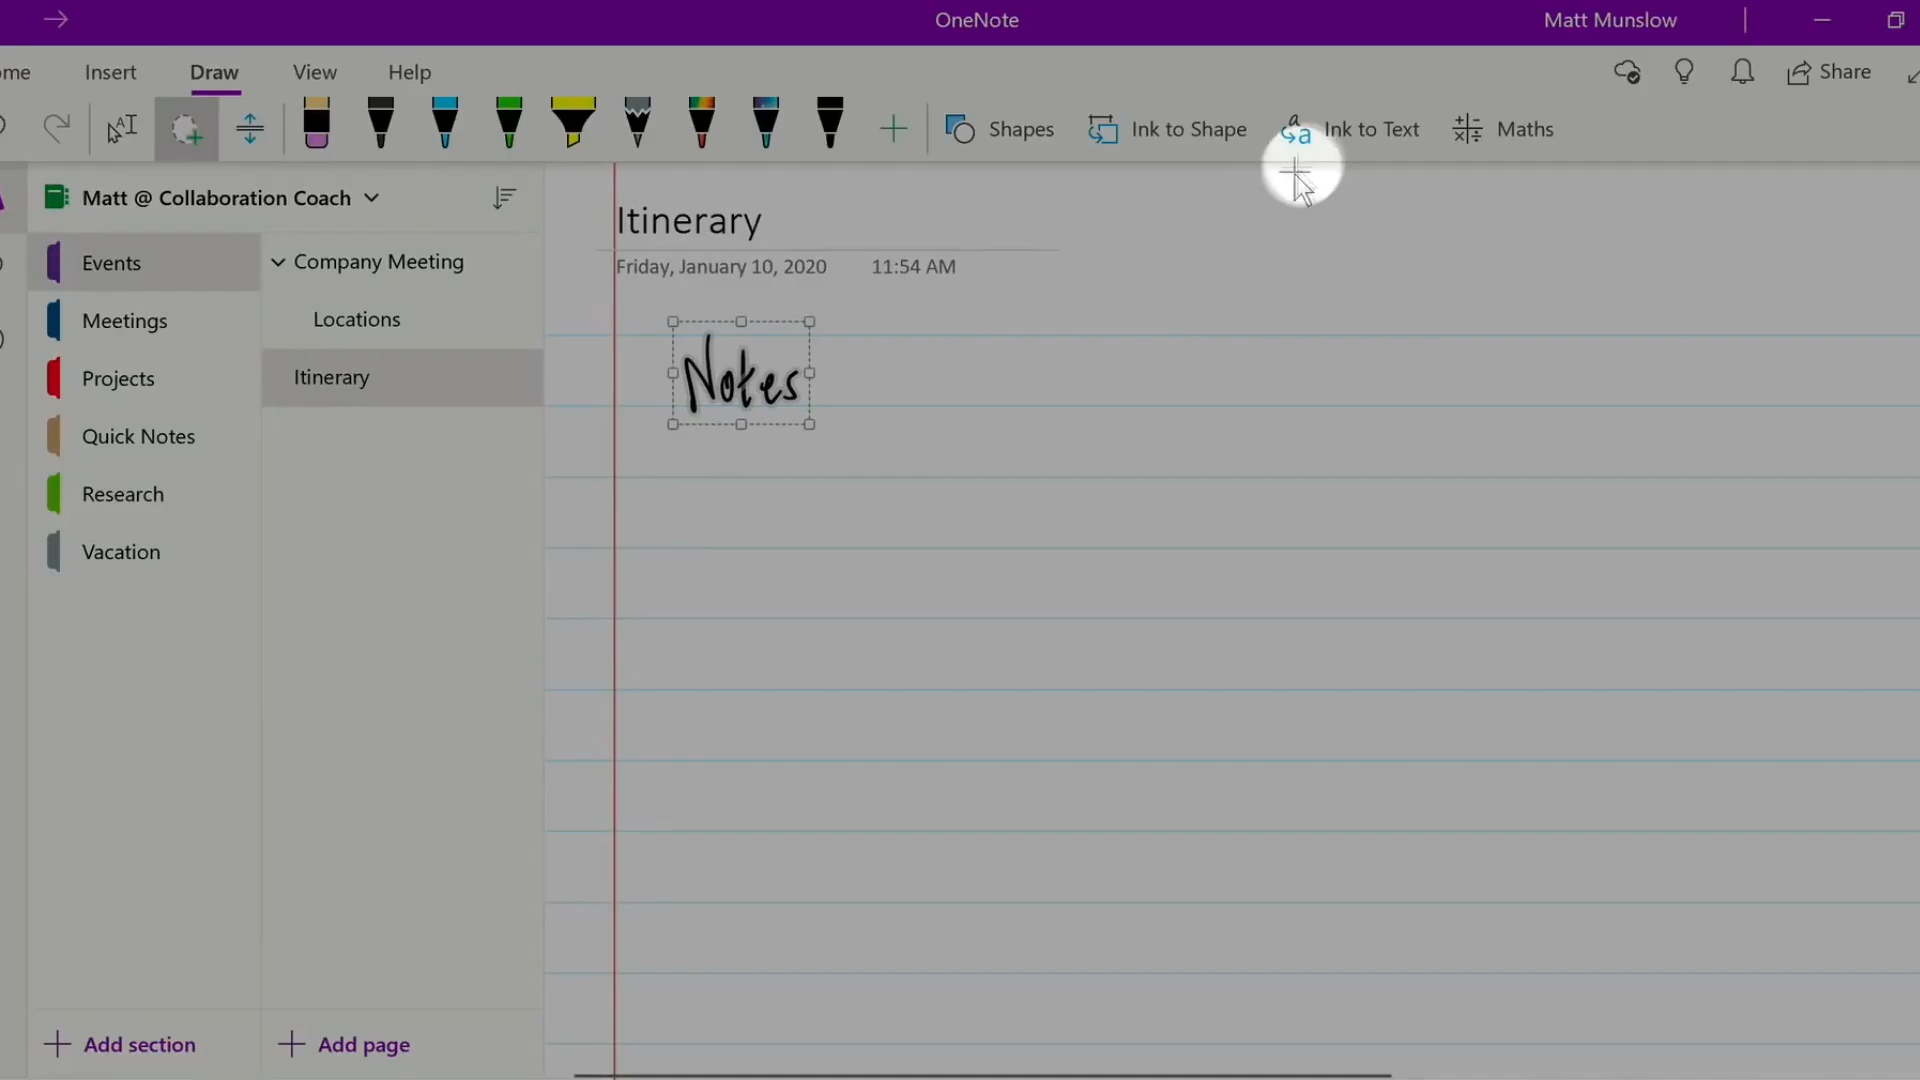 OneNote
Matt Munslow
Insert
Draw
View
Help
Share
Shapes
Ink to Shape
Ink to Text
Maths
Matt @ Collaboration Coach
Events
Meetings
Projects
Quick Notes
Research
Vacation
Add section
Company Meeting
Locations
Itinerary
Add page
Itinerary
Friday, January 10, 2020 11:54 AM
Notes